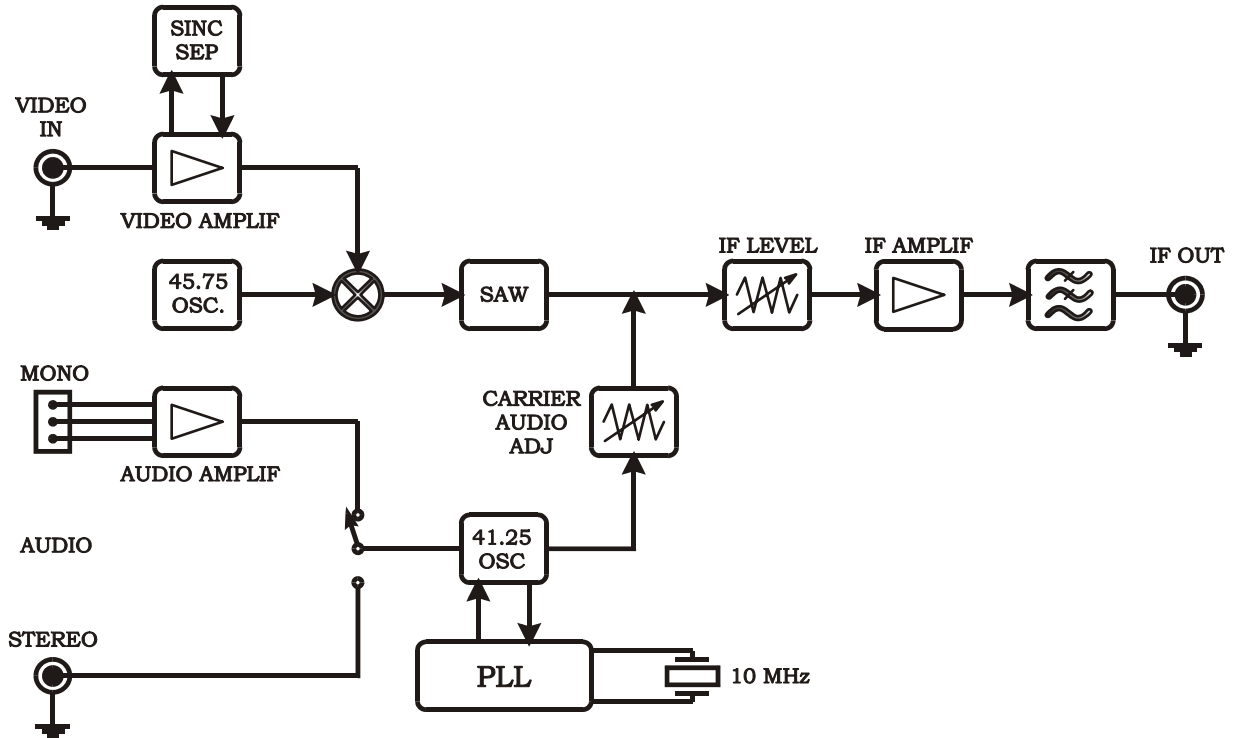 SINC
SEP
VIDEO
IN
VIDEO AMPLIF
45.75
OSC.
SAW
IF LEVEL
IF AMPLIF
IF OUT
MONO
AUDIO AMPLIF
CARRIER
AUDIO
ADJ
AUDIO
41.25
OSC
STEREO
PLL
10 MHz